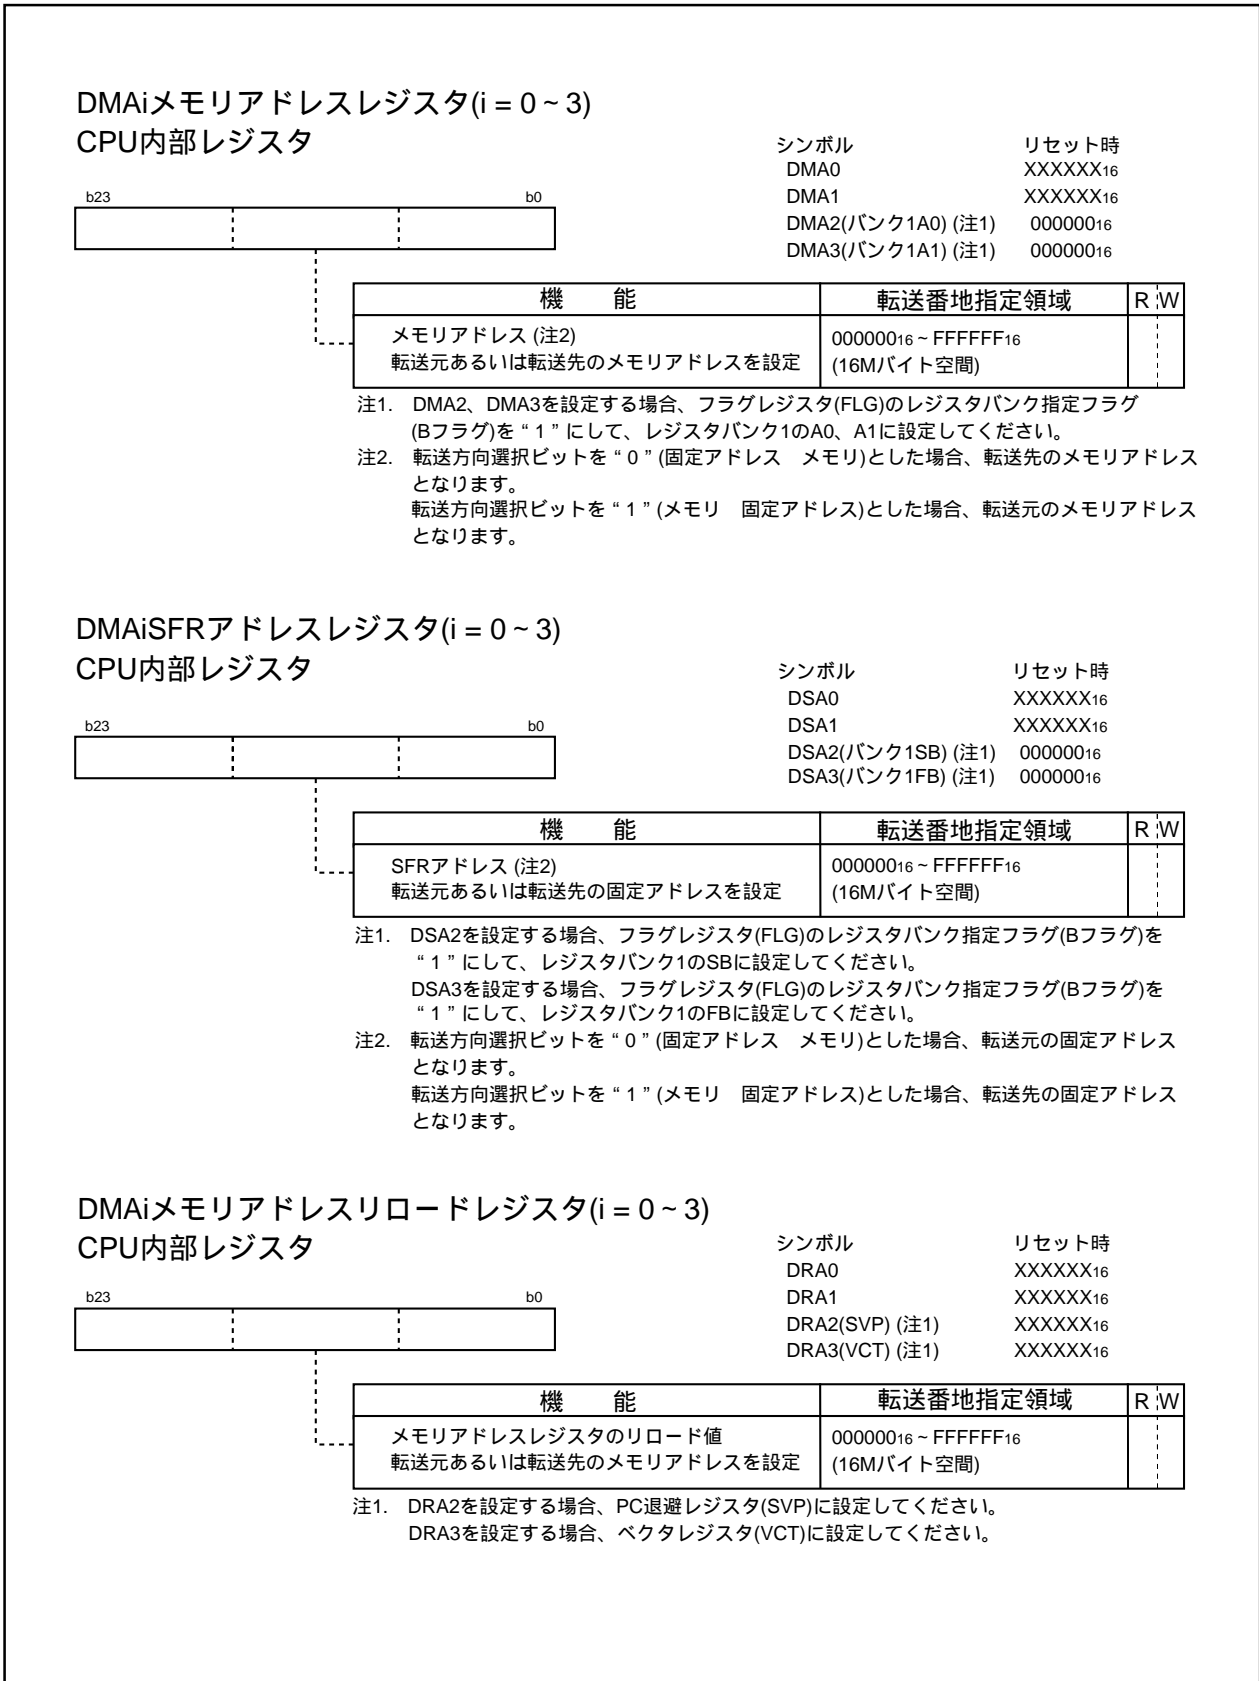 DMAiメモリアドレスレジスタ(i = 0 ~ 3)
CPU内部レジスタ
シンボル リセット時
DMA0 XXXXXX16
DMA1 XXXXXX16
DMA2(バンク1A0) (注1) 00000016
DMA3(バンク1A1) (注1) 00000016
b23 b0
機 能 転送番地指定領域 R W
メモリアドレス (注2) 00000016 ~ FFFFFF16
転送元あるいは転送先のメモリアドレスを設定 (16Mバイト空間)
注1. DMA2、DMA3を設定する場合、フラグレジスタ(FLG)のレジスタバンク指定フラグ
(Bフラグ)を“1”にして、レジスタバンク1のA0、A1に設定してください。
注2. 転送方向選択ビットを“0”(固定アドレス メモリ)とした場合、転送先のメモリアドレス
となります。
転送方向選択ビットを“1”(メモリ 固定アドレス)とした場合、転送元のメモリアドレス
となります。
DMAiSFRアドレスレジスタ(i = 0 ~ 3)
CPU内部レジスタ
シンボル リセット時
DSA0 XXXXXX16
DSA1 XXXXXX16
DSA2(バンク1SB) (注1) 00000016
DSA3(バンク1FB) (注1) 00000016
b23 b0
機 能 転送番地指定領域 R W
SFRアドレス (注2) 00000016 ~ FFFFFF16
転送元あるいは転送先の固定アドレスを設定 (16Mバイト空間)
注1. DSA2を設定する場合、フラグレジスタ(FLG)のレジスタバンク指定フラグ(Bフラグ)を
“1”にして、レジスタバンク1のSBに設定してください。
DSA3を設定する場合、フラグレジスタ(FLG)のレジスタバンク指定フラグ(Bフラグ)を
“1”にして、レジスタバンク1のFBに設定してください。
注2. 転送方向選択ビットを“0”(固定アドレス メモリ)とした場合、転送元の固定アドレス
となります。
転送方向選択ビットを“1”(メモリ 固定アドレス)とした場合、転送先の固定アドレス
となります。
DMAiメモリアドレスリロードレジスタ(i = 0 ~ 3)
CPU内部レジスタ
シンボル リセット時
DRA0 XXXXXX16
DRA1 XXXXXX16
DRA2(SVP) (注1) XXXXXX16
DRA3(VCT) (注1) XXXXXX16
b23 b0
機 能 転送番地指定領域 R W
メモリアドレスレジスタのリロード値 00000016 ~ FFFFFF16
転送元あるいは転送先のメモリアドレスを設定 (16Mバイト空間)
注1. DRA2を設定する場合、PC退避レジスタ(SVP)に設定してください。
DRA3を設定する場合、ベクタレジスタ(VCT)に設定してください。